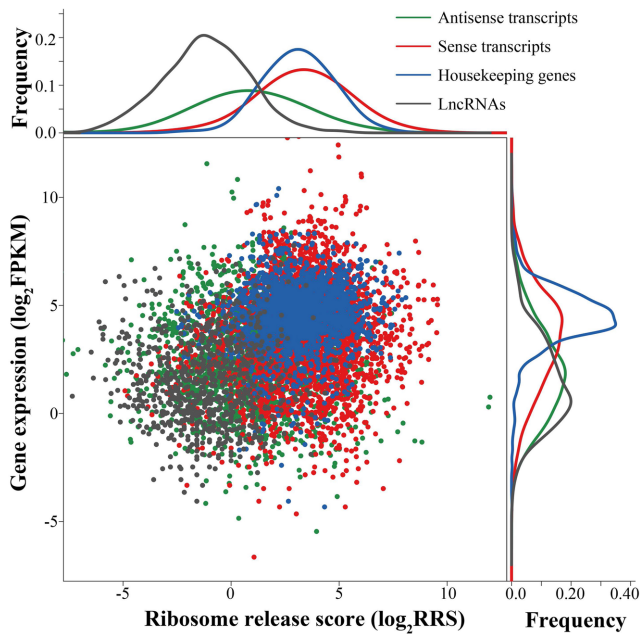 Frequency
0.2
0.1
0.0
Antisense transcripts
Sense transcripts
Housekeeping genes
LncRNAs
Gene expression (log₂FPKM)
10
5
0
-5
-5 0 5 10
Ribosome release score (log₂RRS)
0.0 0.20 0.40
Frequency